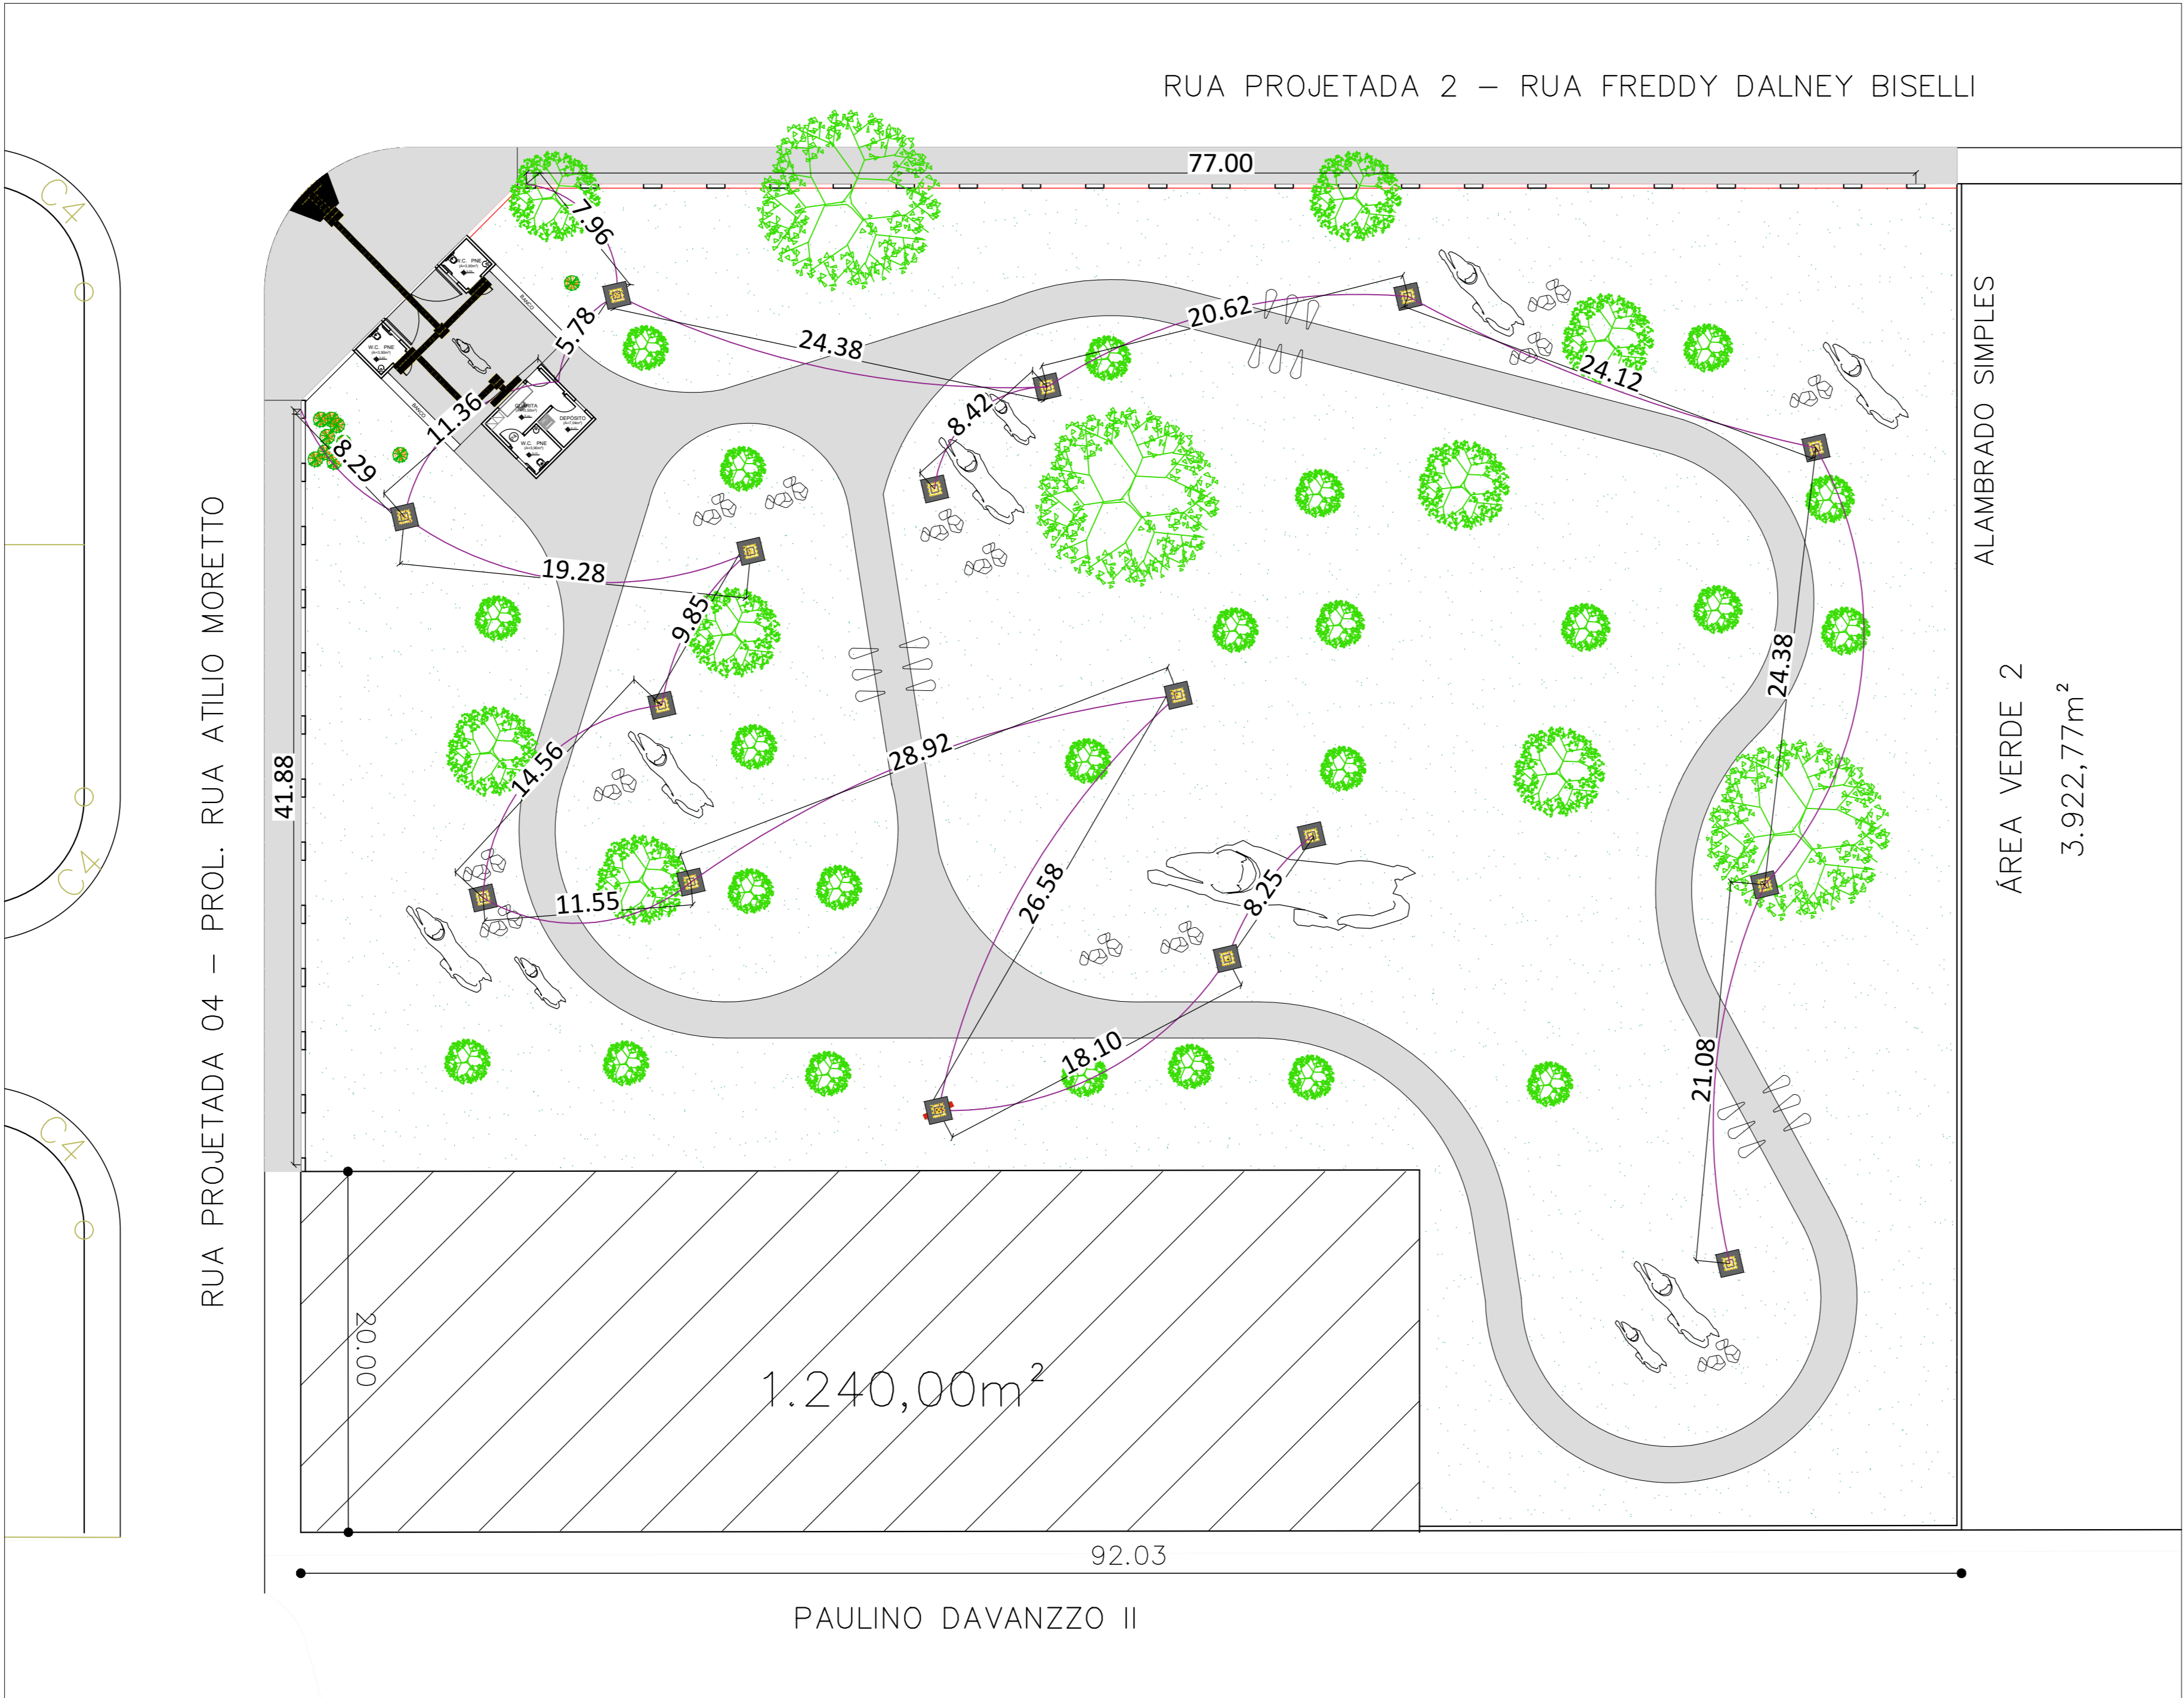 RUA PROJETADA 2 – RUA FREDDY DALNEY BISELLI
77.00
C4
7.96
W.C. PNE
BANCO
5.78
24.38
20.62
24.12
W.C. PNE
BANCO
11.36
DEPÓSITO
W.C. PNE
8.42
8.29
19.28
9.85
ALAMBRADO SIMPLES
RUA PROJETADA 04 – PROL. RUA ATILIO MORETTO
24.38
ÁREA VERDE 2
3.922,77m²
41.88
14.56
28.92
C4
11.55
26.58
8.25
18.10
21.08
C4
20.00
1.240,00m²
92.03
PAULINO DAVANZZO II